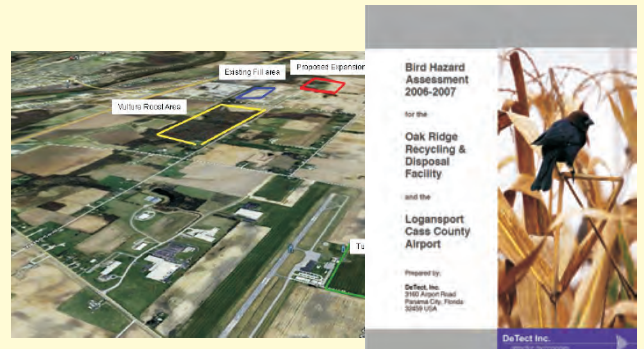 Existing Fill area
Proposed Expansion
Vulture Roost Area
Tu
Bird Hazard
Assessment
2006-2007
for the
Oak Ridge
Recycling &
Disposal
Facility
and the
Logansport
Cass County
Airport
Prepared by:
DeTect, Inc.
3160 Airport Road
Panama City, Florida
32459 USA
DeTect Inc.